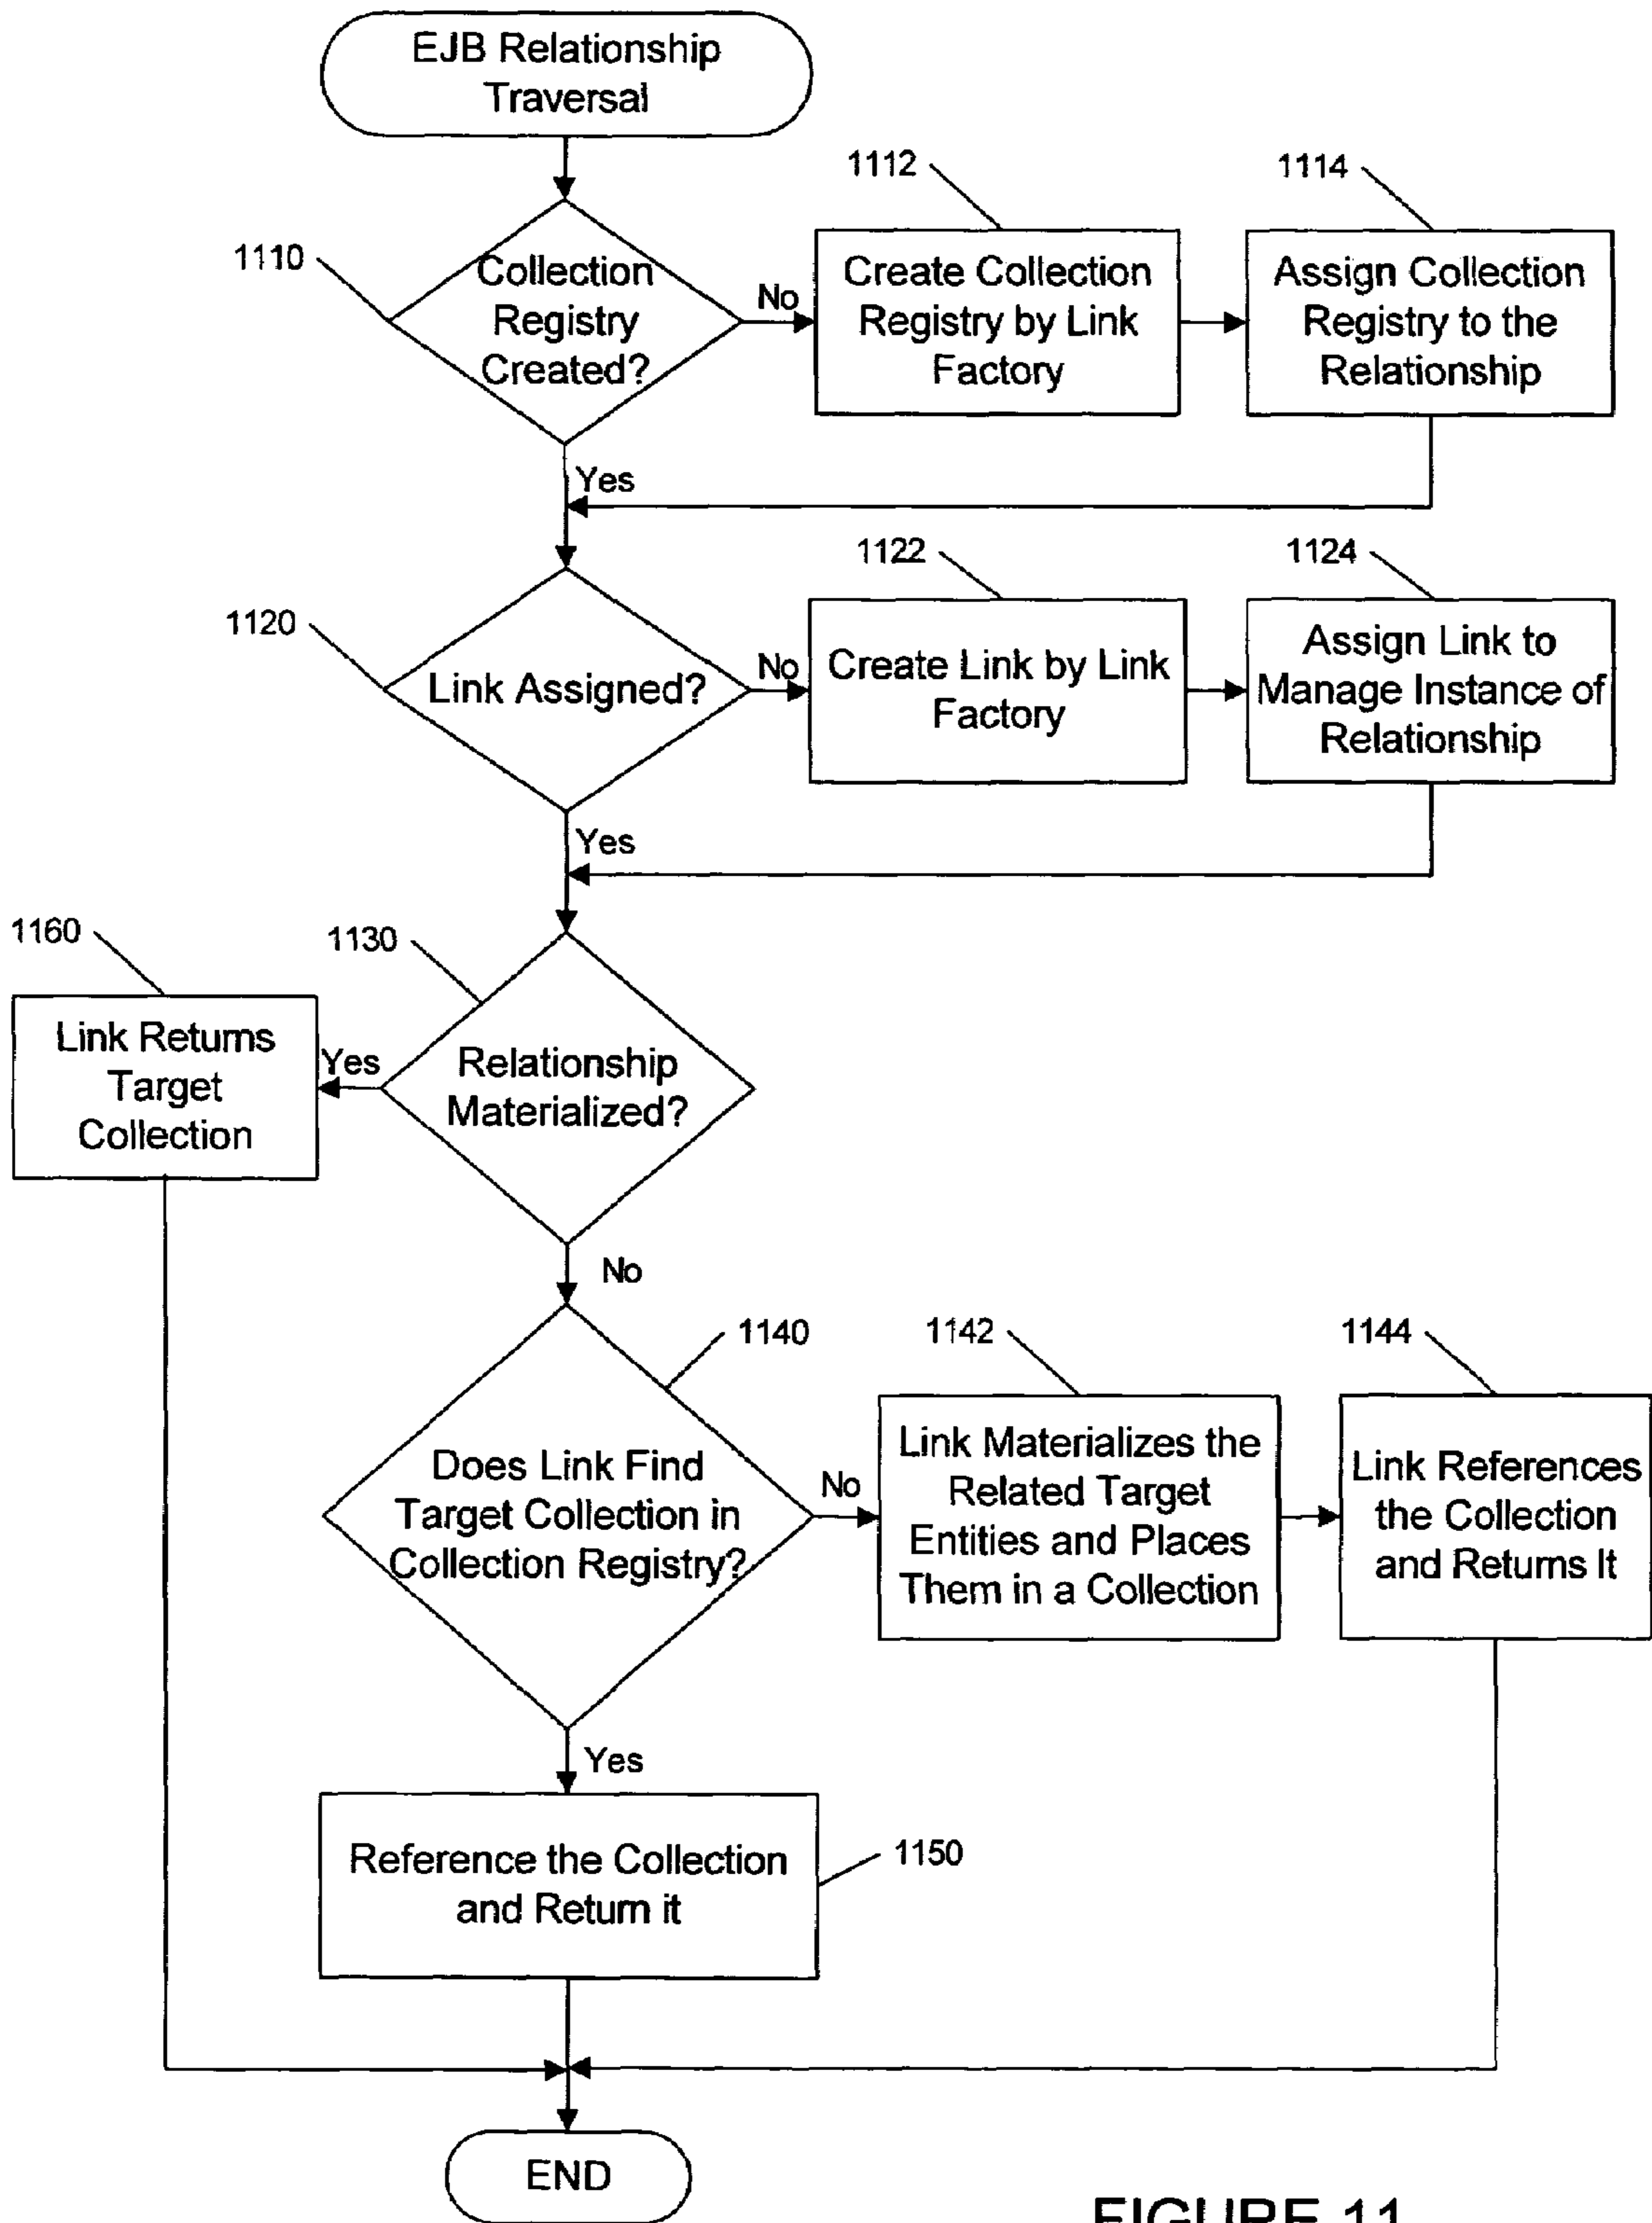 EJB Relationship
Traversal
1110
Collection
Registry
Created?
No
1112
Create Collection
Registry by Link
Factory
1114
Assign Collection
Registry to the
Relationship
Yes
1120
Link Assigned?
No
1122
Create Link by Link
Factory
1124
Assign Link to
Manage Instance of
Relationship
Yes
1130
Relationship
Materialized?
Yes
1160
Link Returns
Target
Collection
No
1140
Does Link Find
Target Collection in
Collection Registry?
No
1142
Link Materializes the
Related Target
Entities and Places
Them in a Collection
1144
Link References
the Collection
and Returns It
Yes
1150
Reference the Collection
and Return it
END
FIGURE 11